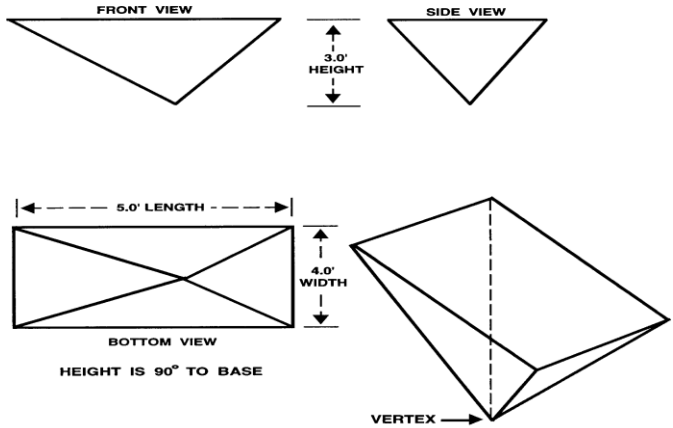 FRONT VIEW
SIDE VIEW
3.0'
HEIGHT
5.0' LENGTH
4.0'
WIDTH
BOTTOM VIEW
HEIGHT IS 90° TO BASE
VERTEX